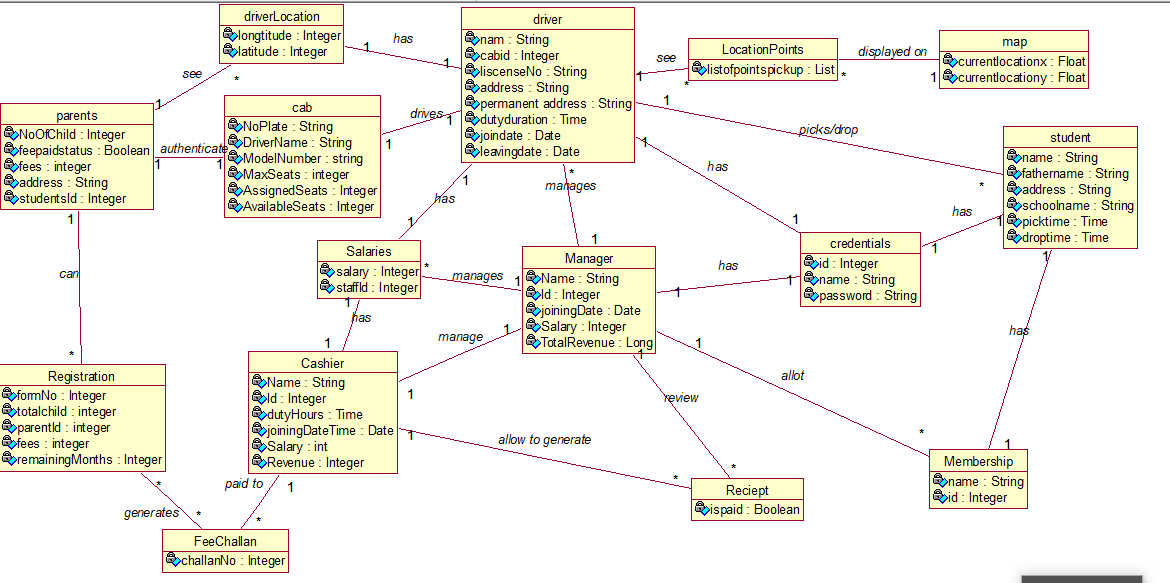 driverLocation
longtitude : Integer
latitude : Integer
has
1
1
see
*
1
driver
nam : String
cabid : Integer
liscenseNo : String
address : String
permanent address : String
dutyduration : Time
joindate : Date
leavingdate : Date
see
1
*
LocationPoints
listofpointspickup : List
displayed on
*
1
map
currentlocationx : Float
currentlocationy : Float
parents
NoOfChild : Integer
feepaidstatus : Boolean
fees : integer
address : String
studentsId : Integer
authenticate
1
1
cab
NoPlate : String
DriverName : String
ModelNumber : string
MaxSeats : integer
AssignedSeats : Integer
AvailableSeats : Integer
drives
1
1
1
picks/drop
*
student
name : String
fathername : String
address : String
schoolname : String
picktime : Time
droptime : Time
1
has
1
1
has
1
*
manages
1
has
1
1
credentials
id : Integer
name : String
password : String
Salaries
salary : Integer
staffId : Integer
*
manages
1
Manager
Name : String
Id : Integer
joiningDate : Date
Salary : Integer
TotalRevenue : Long
has
1
1
1
can
*
1
has
1
manage
1
1
1
allot
*
1
has
1
1
review
*
Registration
formNo : Integer
totalchild : integer
parentId : integer
fees : integer
remainingMonths : Integer
Cashier
Name : String
Id : Integer
dutyHours : Time
joiningDateTime : Date
Salary : int
Revenue : Integer
1
allow to generate
*
Membership
name : String
id : Integer
Reciept
ispaid : Boolean
*
generates
*
paid to
1
*
FeeChallan
challanNo : Integer